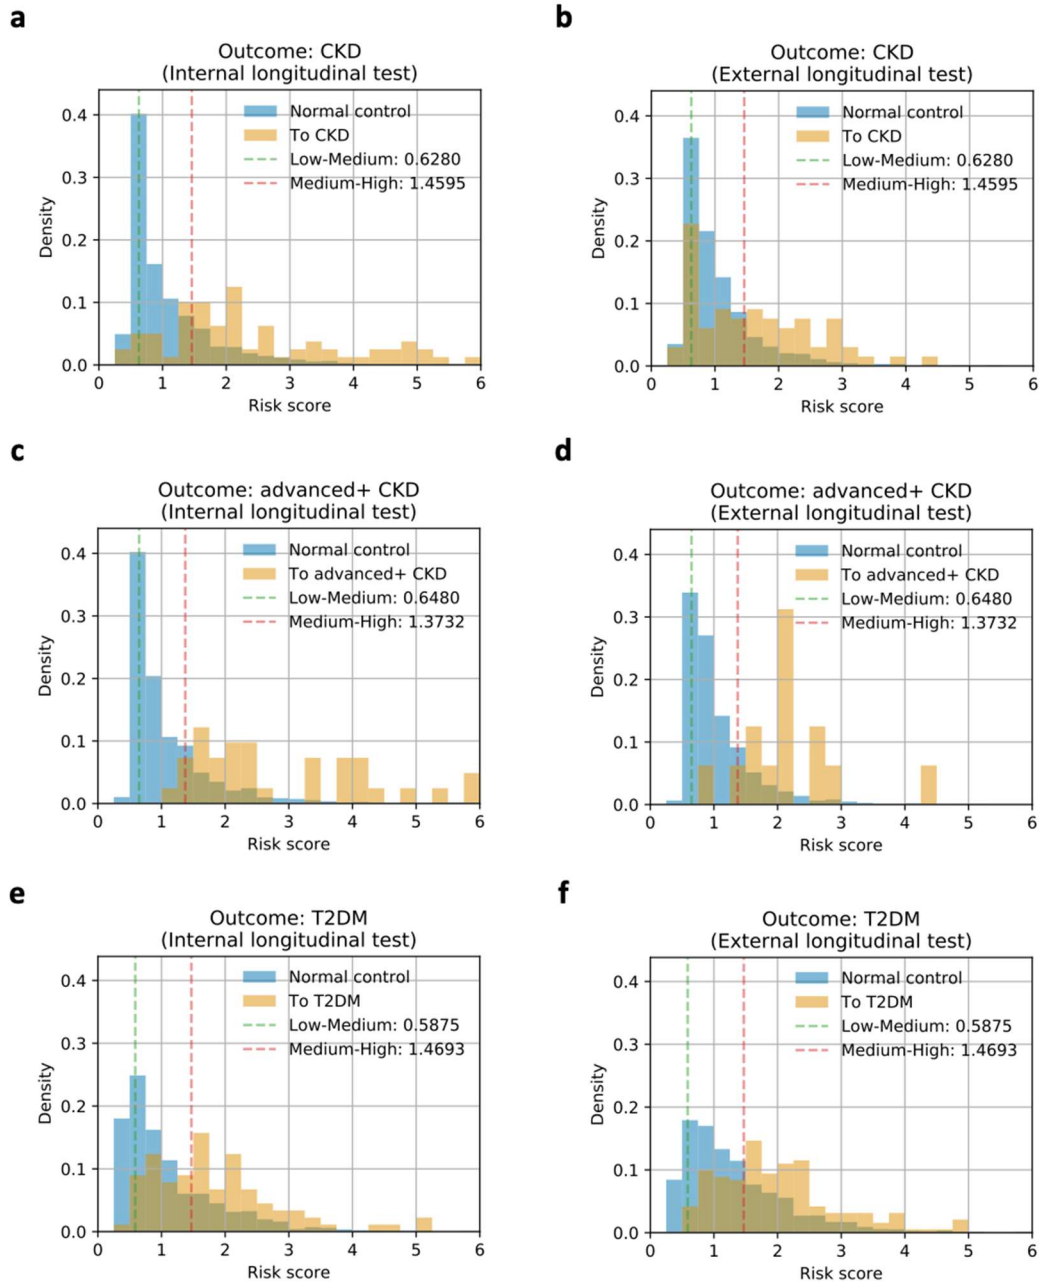 a
Outcome: CKD
(Internal longitudinal test)
Normal control
To CKD
Low-Medium: 0.6280
Medium-High: 1.4595
Density
0.4
0.3
0.2
0.1
0.0
0 1 2 3 4 5 6
Risk score
b
Outcome: CKD
(External longitudinal test)
Normal control
To CKD
Low-Medium: 0.6280
Medium-High: 1.4595
Density
0.4
0.3
0.2
0.1
0.0
0 1 2 3 4 5 6
Risk score
c
Outcome: advanced+ CKD
(Internal longitudinal test)
Normal control
To advanced+ CKD
Low-Medium: 0.6480
Medium-High: 1.3732
Density
0.4
0.3
0.2
0.1
0.0
0 1 2 3 4 5 6
Risk score
d
Outcome: advanced+ CKD
(External longitudinal test)
Normal control
To advanced+ CKD
Low-Medium: 0.6480
Medium-High: 1.3732
Density
0.4
0.3
0.2
0.1
0.0
0 1 2 3 4 5 6
Risk score
e
Outcome: T2DM
(Internal longitudinal test)
Normal control
To T2DM
Low-Medium: 0.5875
Medium-High: 1.4693
Density
0.4
0.3
0.2
0.1
0.0
0 1 2 3 4 5 6
Risk score
f
Outcome: T2DM
(External longitudinal test)
Normal control
To T2DM
Low-Medium: 0.5875
Medium-High: 1.4693
Density
0.4
0.3
0.2
0.1
0.0
0 1 2 3 4 5 6
Risk score